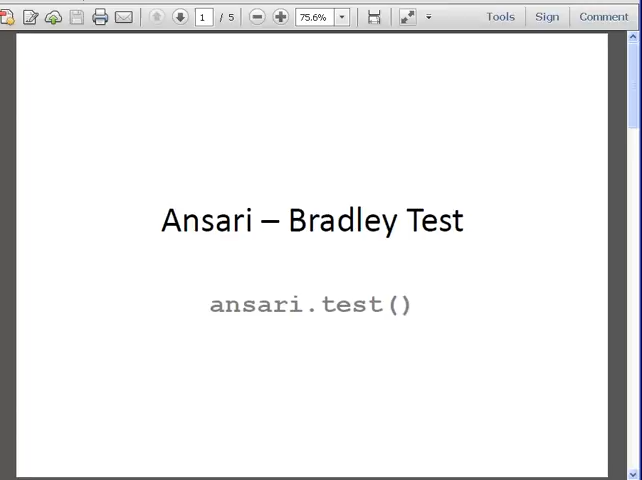 1 / 5 75.6% Tools Sign Comment
Ansari – Bradley Test
ansari.test()